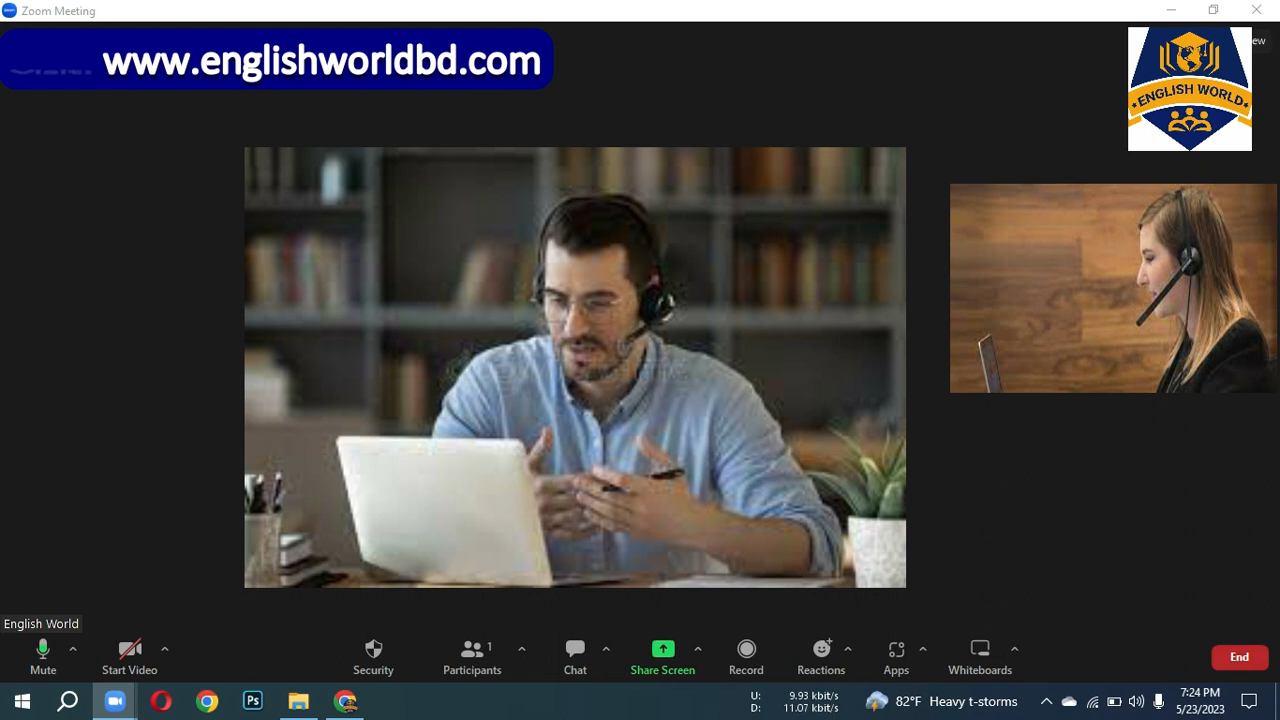 Zoom Meeting
www.englishworldbd.com
ew
ENGLISH WORLD
English World
Mute
Start Video
Security
Participants
1
Chat
Share Screen
Record
Reactions
Apps
Whiteboards
End
Ps
U: 9.93 kbit/s
D: 11.07 kbit/s
82°F Heavy t-storms
7:24 PM
5/23/2023